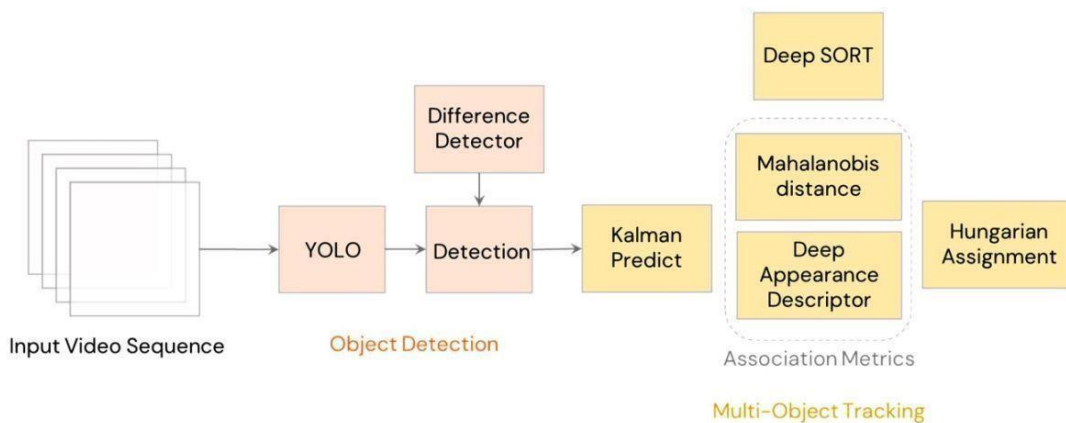 Deep SORT
Difference
Detector
Mahalanobis
distance
YOLO
Detection
Kalman
Predict
Deep
Appearance
Descriptor
Hungarian
Assignment
Input Video Sequence
Object Detection
Association Metrics
Multi-Object Tracking